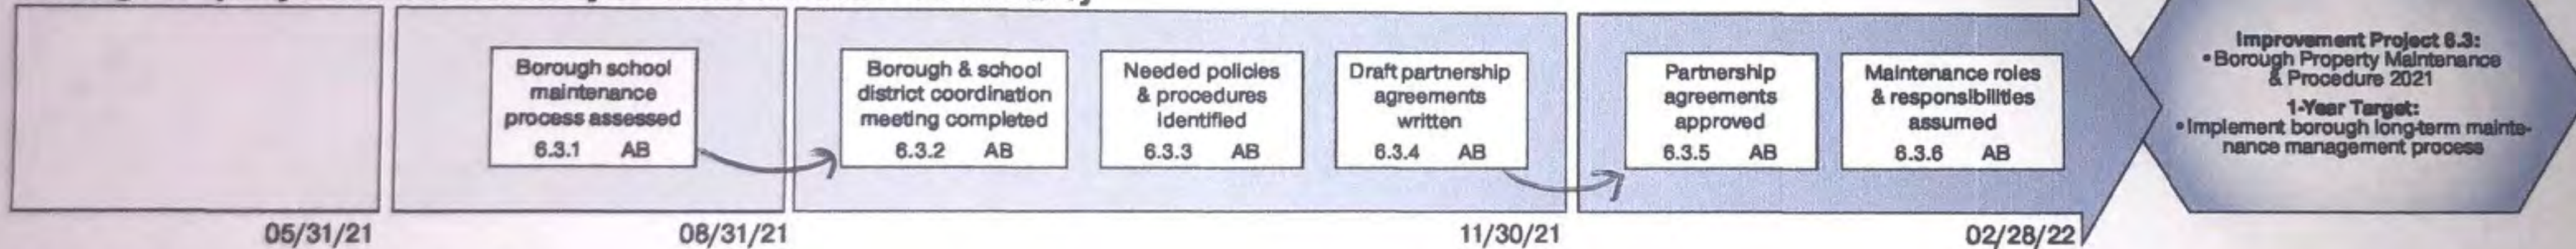 Borough school
maintenance
process assessed
6.3.1 AB
Borough & school
district coordination
meeting completed
6.3.2 AB
Needed policies
& procedures
identified
6.3.3 AB
Draft partnership
agreements
written
6.3.4 AB
Partnership
agreements
approved
6.3.5 AB
Maintenance roles
& responsibilities
assumed
6.3.6 AB
Improvement Project 6.3:
• Borough Property Maintenance
& Procedure 2021
1-Year Target:
• Implement borough long-term mainte-
nance management process
05/31/21
08/31/21
11/30/21
02/28/22